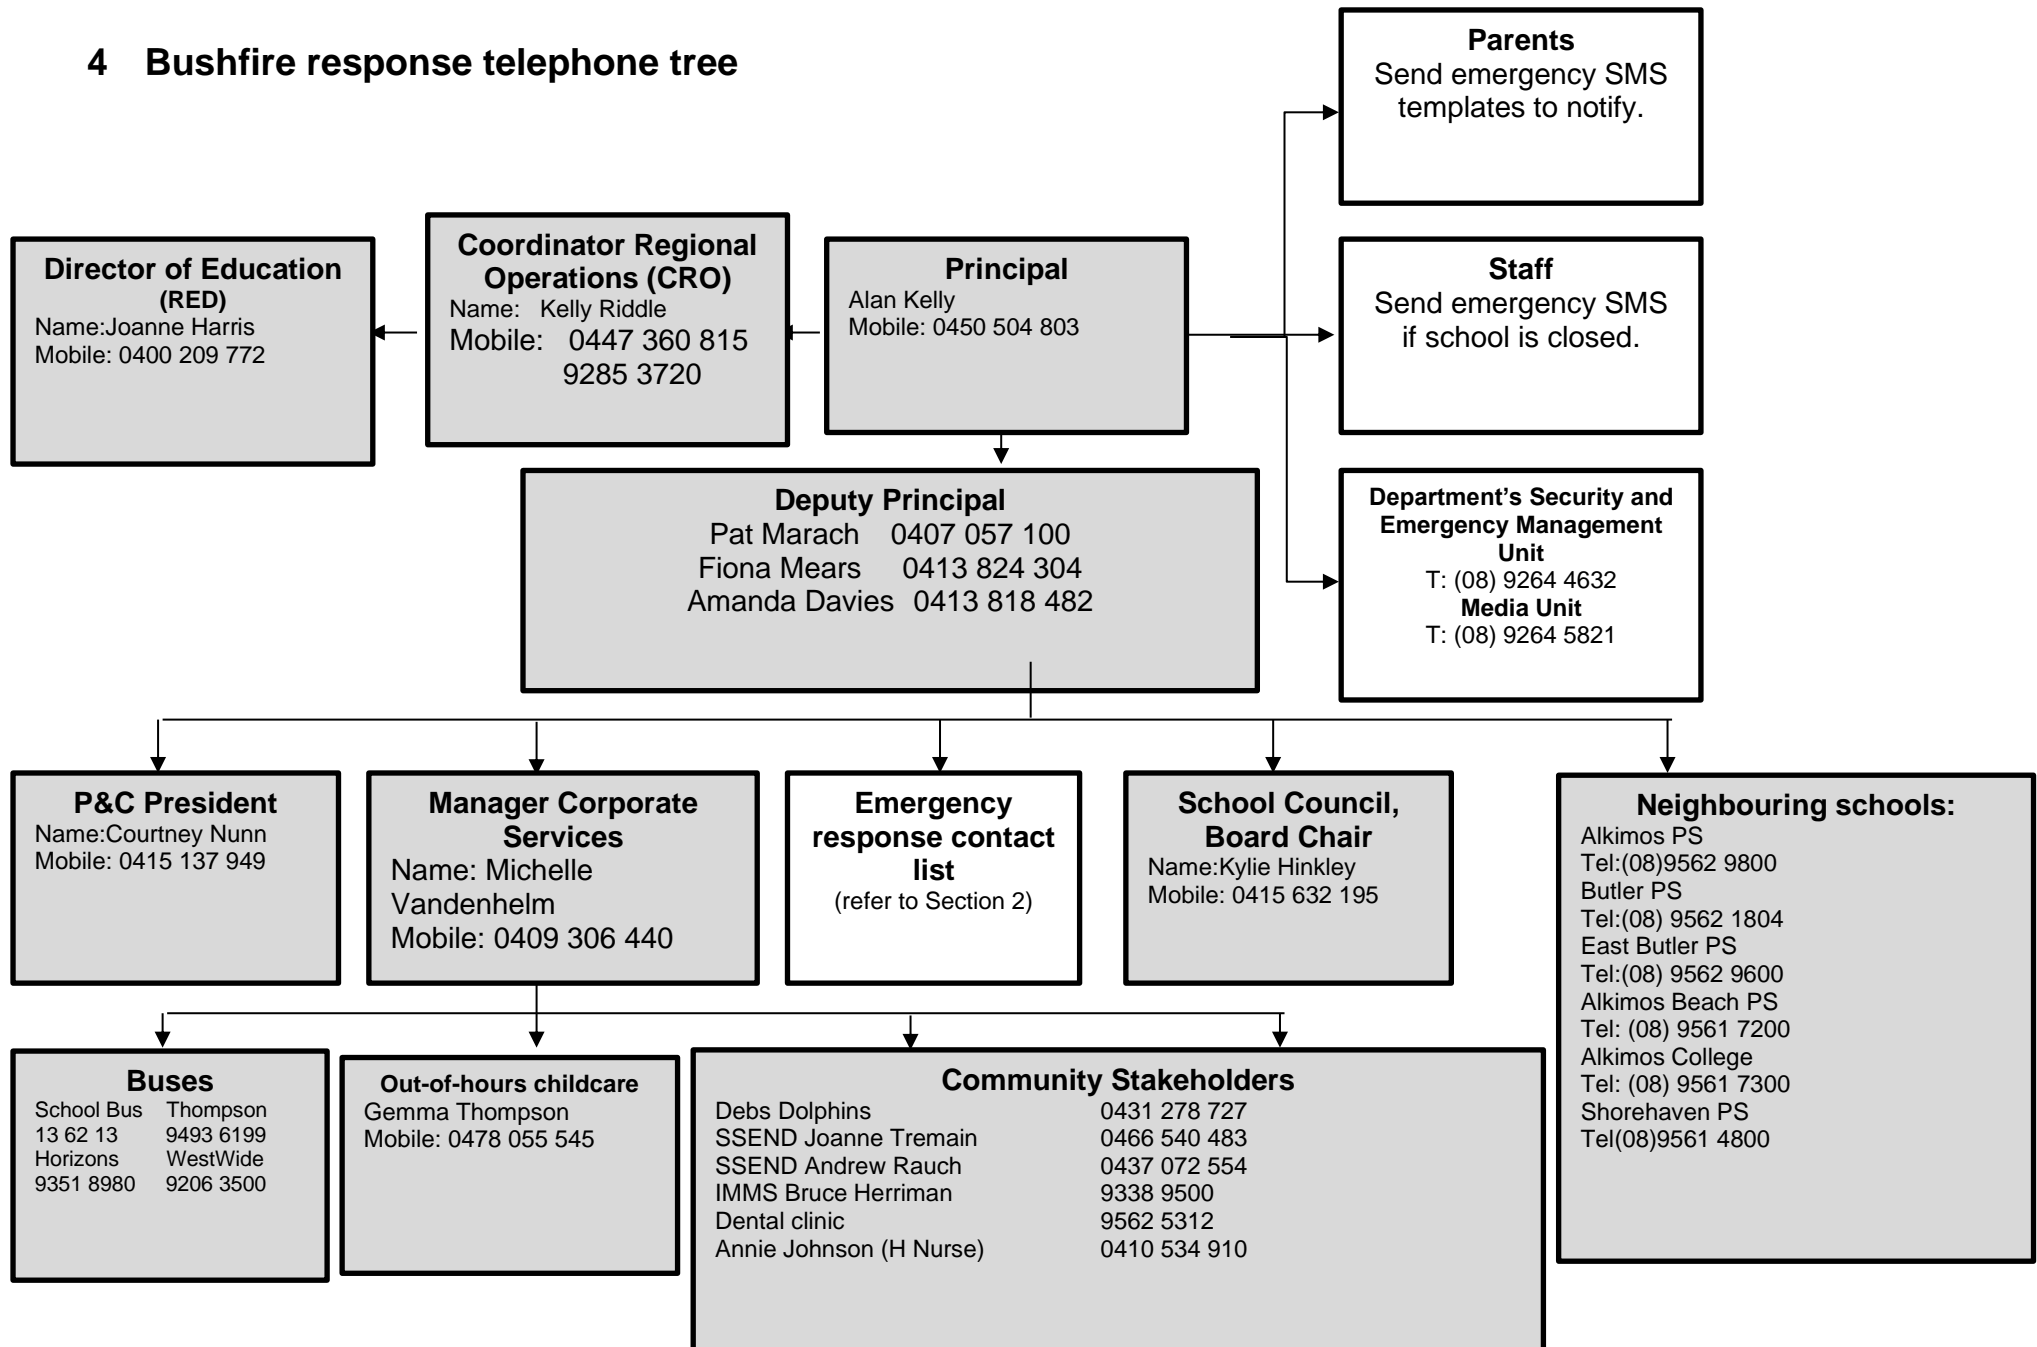 4 Bushfire response telephone tree
Parents
Send emergency SMS
templates to notify.
Director of Education
(RED)
Name:Joanne Harris
Mobile: 0400 209 772
Coordinator Regional
Operations (CRO)
Name: Kelly Riddle
Mobile: 0447 360 815
9285 3720
Principal
Alan Kelly
Mobile: 0450 504 803
Staff
Send emergency SMS
if school is closed.
Deputy Principal
Pat Marach 0407 057 100
Fiona Mears 0413 824 304
Amanda Davies 0413 818 482
Department’s Security and
Emergency Management
Unit
T: (08) 9264 4632
Media Unit
T: (08) 9264 5821
P&C President
Name:Courtney Nunn
Mobile: 0415 137 949
Manager Corporate
Services
Name: Michelle
Vandenhelm
Mobile: 0409 306 440
Emergency
response contact
list
(refer to Section 2)
School Council,
Board Chair
Name:Kylie Hinkley
Mobile: 0415 632 195
Neighbouring schools:
Alkimos PS
Tel:(08)9562 9800
Butler PS
Tel:(08) 9562 1804
East Butler PS
Tel:(08) 9562 9600
Alkimos Beach PS
Tel: (08) 9561 7200
Alkimos College
Tel: (08) 9561 7300
Shorehaven PS
Tel(08)9561 4800
Buses
School Bus Thompson
13 62 13 9493 6199
Horizons WestWide
9351 8980 9206 3500
Out-of-hours childcare
Gemma Thompson
Mobile: 0478 055 545
Community Stakeholders
Debs Dolphins 0431 278 727
SSEND Joanne Tremain 0466 540 483
SSEND Andrew Rauch 0437 072 554
IMMS Bruce Herriman 9338 9500
Dental clinic 9562 5312
Annie Johnson (H Nurse) 0410 534 910